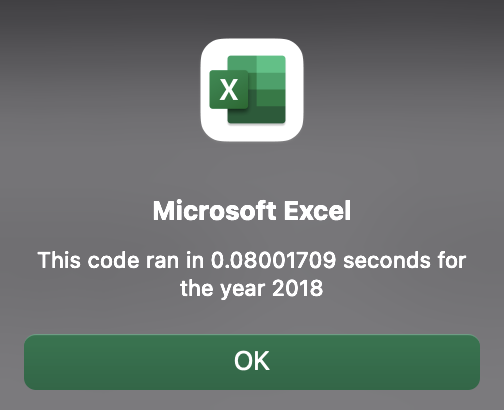 X
Microsoft Excel
This code ran in 0.08001709 seconds for
the year 2018
OK